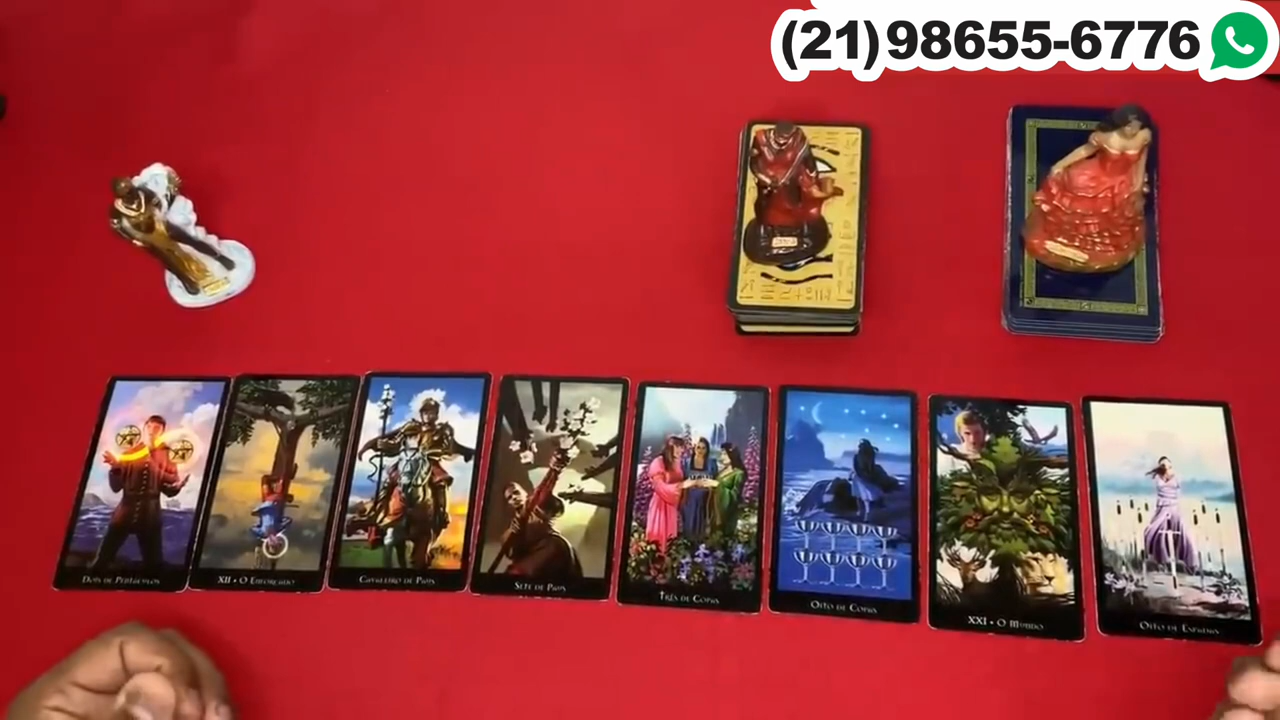 (21)98655-6776
Dois de Pentáculos
XII • O Enforcado
Cavaleiro de Paus
Sete de Paus
Três de Copas
Oito de Copas
XXI • O Mundo
Oito de Espadas